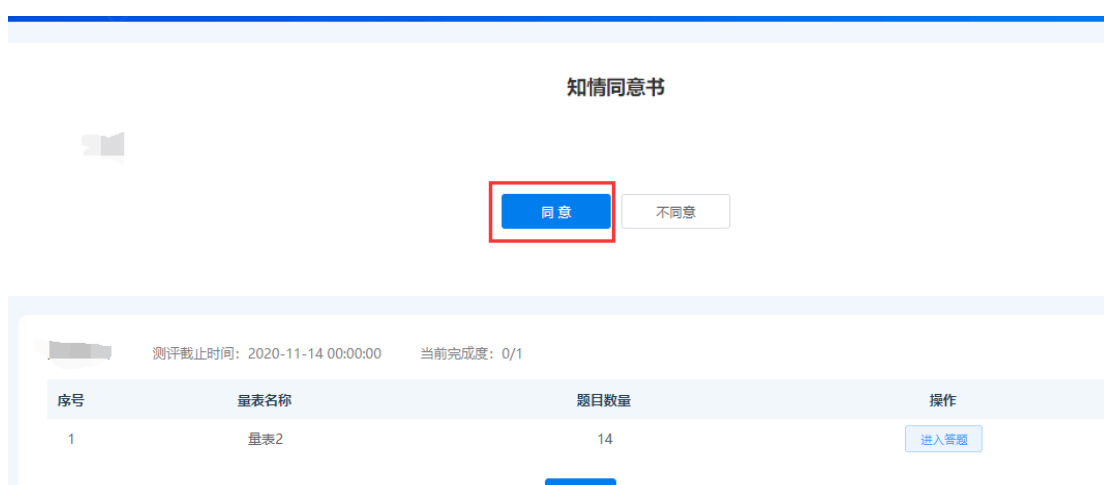 知情同意书
同意 不同意
测评截止时间：2020-11-14 00:00:00 当前完成度：0/1
序号 量表名称 题目数量 操作
1 量表2 14 进入答题